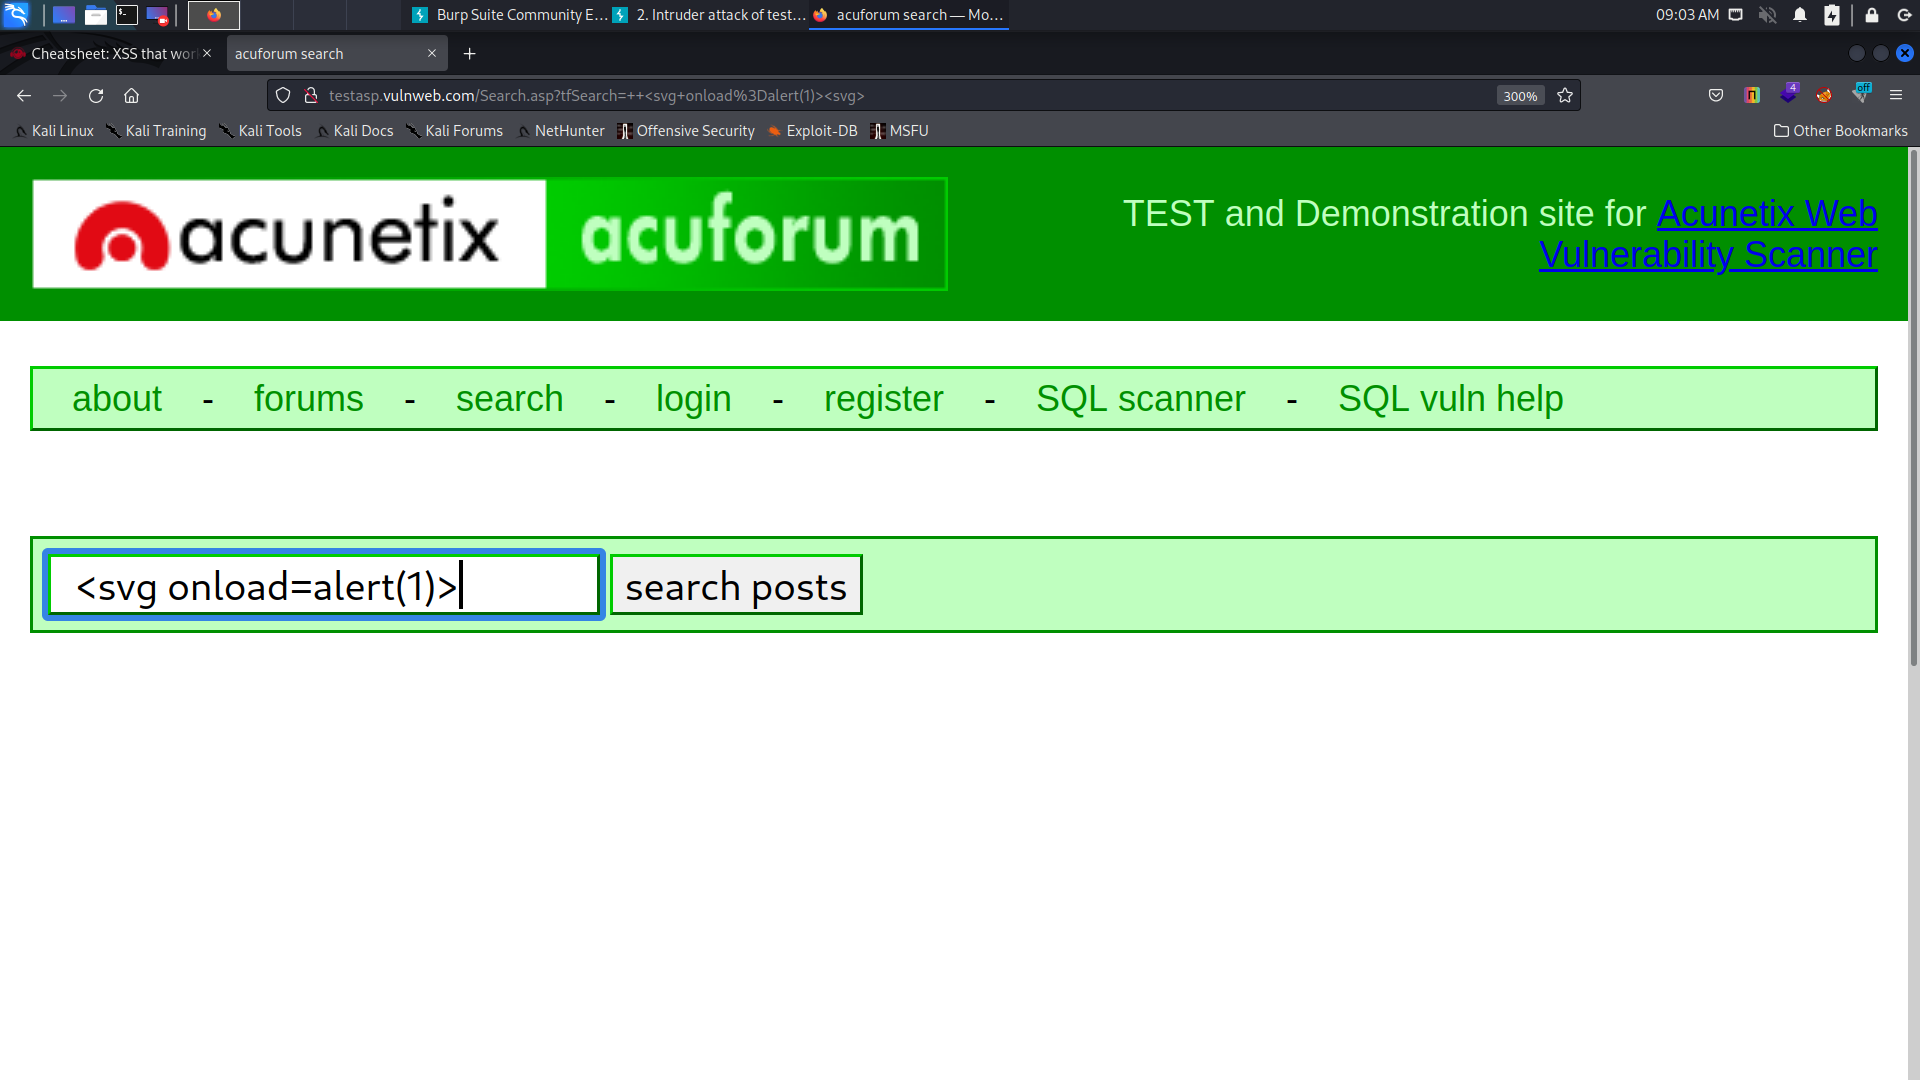 Burp Suite Community E...
2. Intruder attack of test...
acuforum search — Mo...
09:03 AM
Cheatsheet: XSS that wor
acuforum search
testasp.vulnweb.com/Search.asp?tfSearch=++<svg+onload%3Dalert(1)><svg>
300%
4
off
Kali Linux
Kali Training
Kali Tools
Kali Docs
Kali Forums
NetHunter
Offensive Security
Exploit-DB
MSFU
Other Bookmarks
acunetix acuforum
TEST and Demonstration site for Acunetix Web
Vulnerability Scanner
about - forums - search - login - register - SQL scanner - SQL vuln help
<svg onload=alert(1)>
search posts